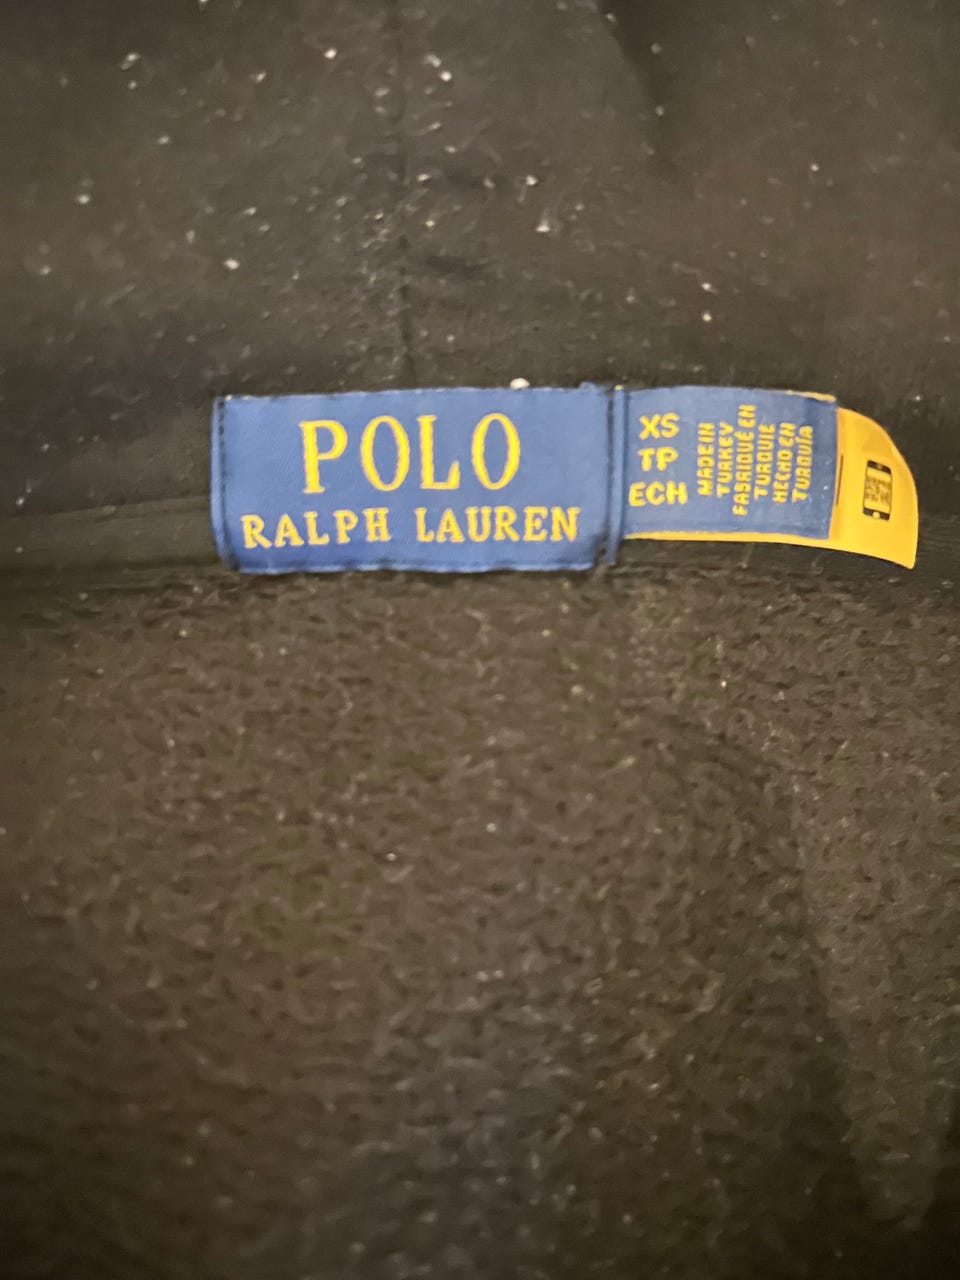 POLO
RALPH LAUREN
XS
TP
ECH
MADE IN
TURKEY
FABRIQUÉ EN
TURQUIE
HECHO EN
TURQUÍA